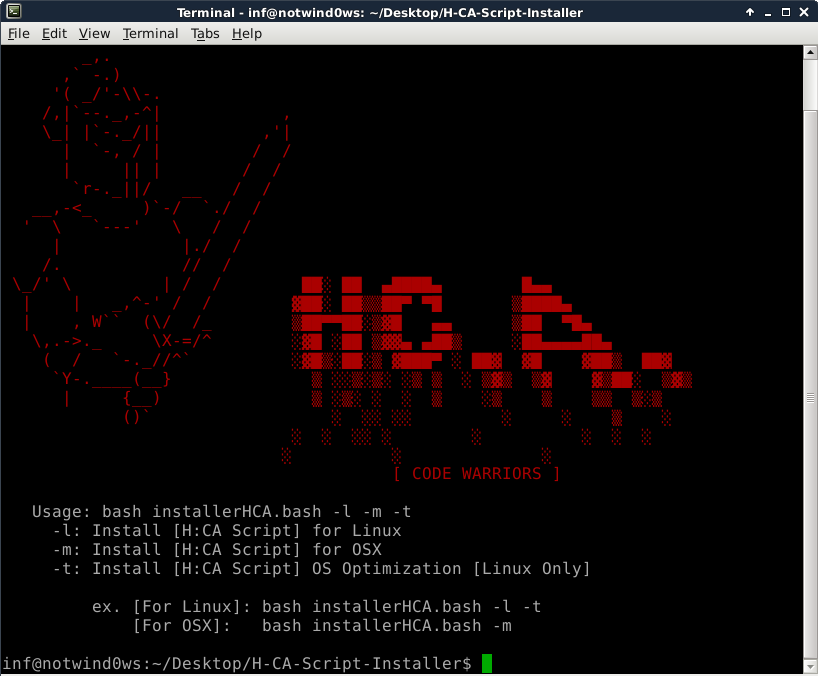 Terminal - inf@notwind0ws: ~/Desktop/H-CA-Script-Installer
File Edit View Terminal Tabs Help
HC.A.
[ CODE WARRIORS ]
Usage: bash installerHCA.bash -l -m -t
-l: Install [H:CA Script] for Linux
-m: Install [H:CA Script] for OSX
-t: Install [H:CA Script] OS Optimization [Linux Only]
ex. [For Linux]: bash installerHCA.bash -l -t
[For OSX]: bash installerHCA.bash -m
inf@notwind0ws:~/Desktop/H-CA-Script-Installer$